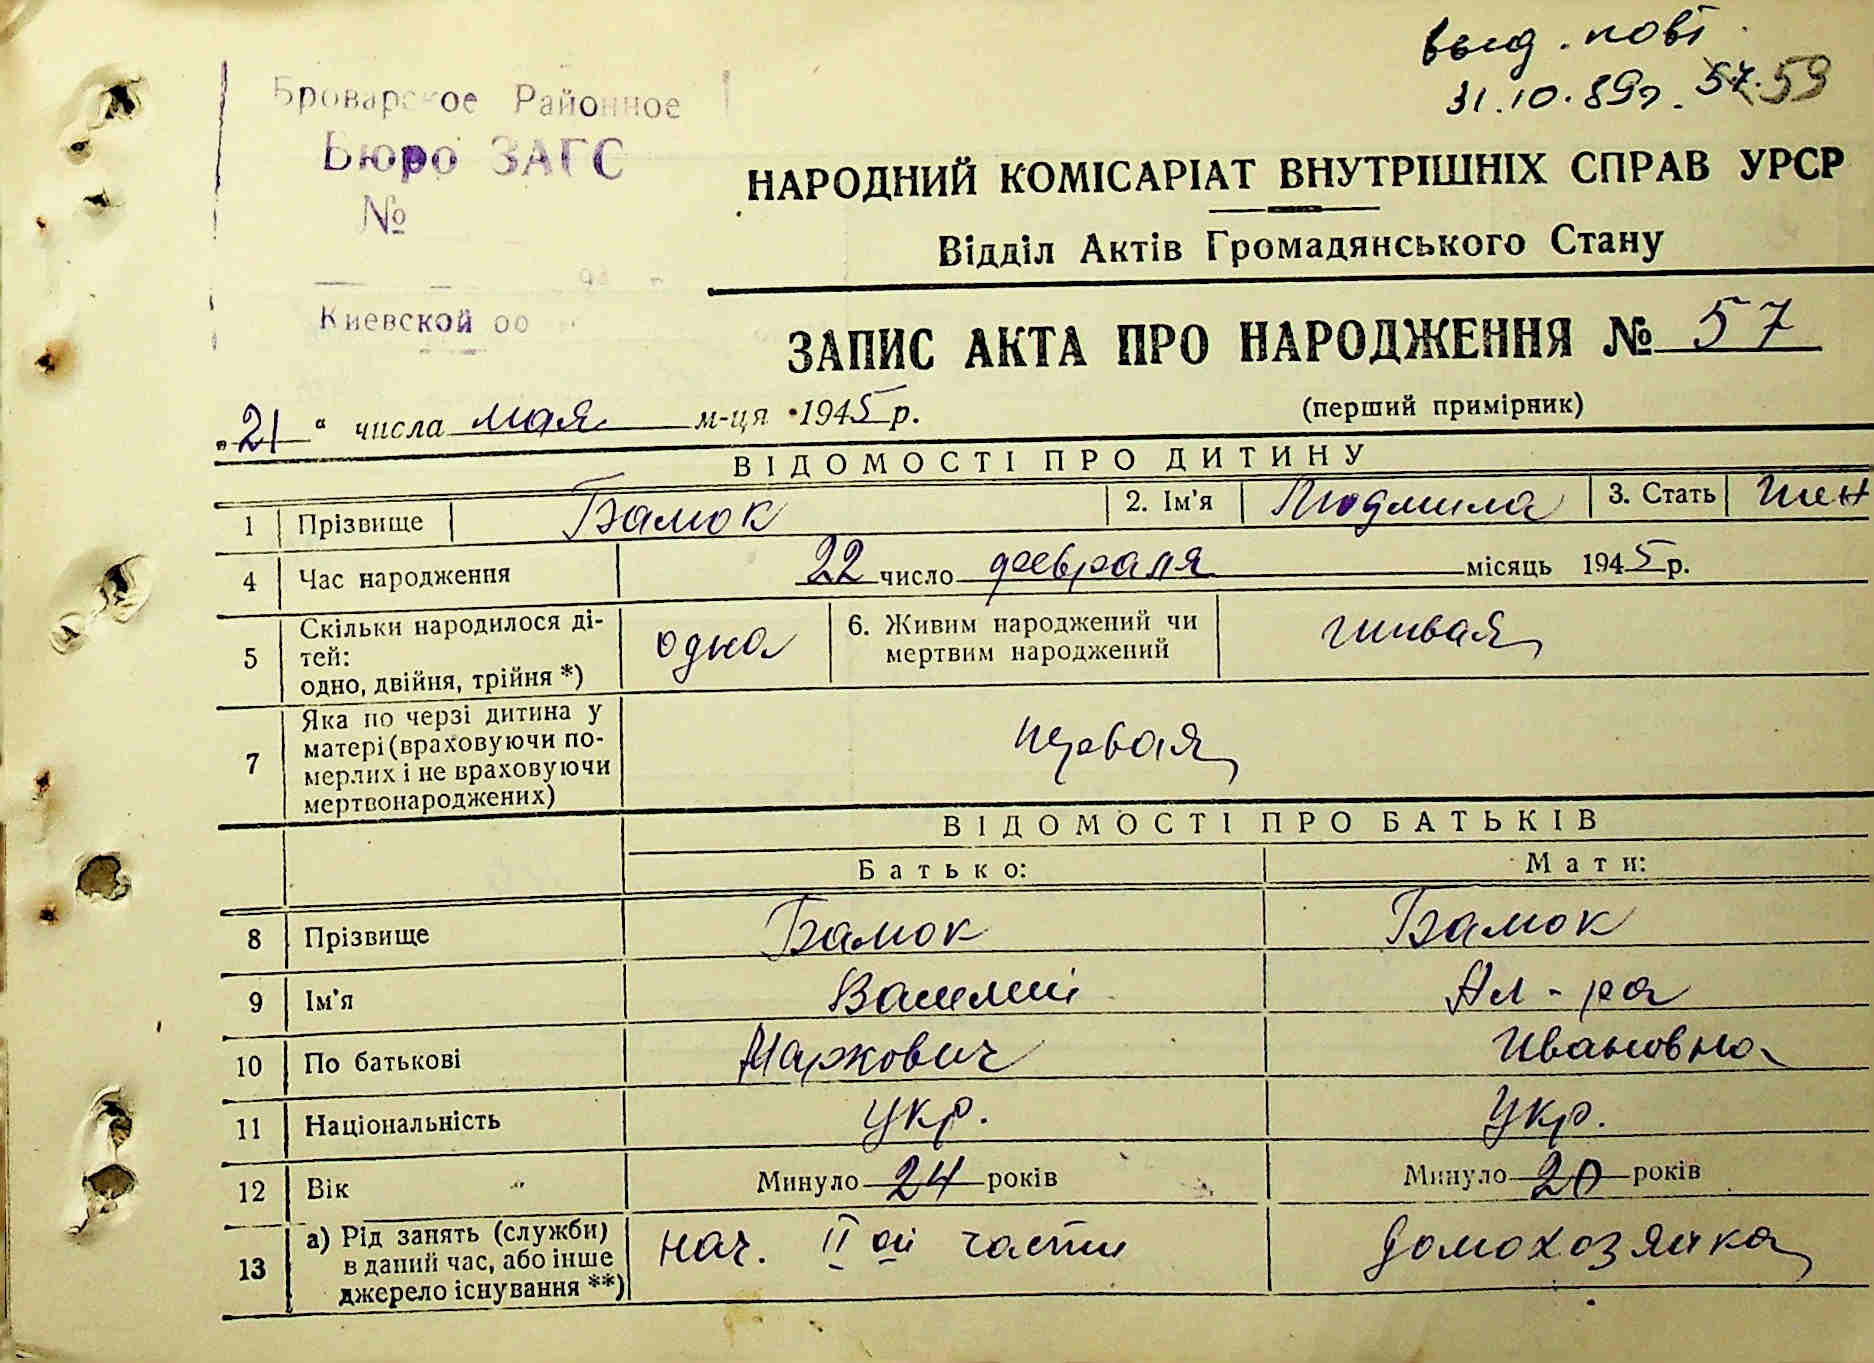 выд. повт.
31.10.89г. 57. 59
Броварское Районное
Бюро ЗАГС
№
Киевской об
НАРОДНИЙ КОМІСАРІАТ ВНУТРІШНІХ СПРАВ УРСР
Відділ Актів Громадянського Стану
ЗАПИС АКТА ПРО НАРОДЖЕННЯ № 57
(перший примірник)
„21“ числа мая м-ця 1945 р.
ВІДОМОСТІ ПРО ДИТИНУ
1 Прізвище Бамок 2. Ім'я Людмила 3. Стать жен
4 Час народження 22 число февраля місяць 1945 р.
5 Скільки народилося ді-
тей:
одно, двійня, трійня *) одна 6. Живим народжений чи
мертвим народжений живая
7 Яка по черзі дитина у
матері (враховуючи по-
мерлих і не враховуючи
мертвонароджених) первая
ВІДОМОСТІ ПРО БАТЬКІВ
Батько: Мати:
8 Прізвище Бамок Бамок
9 Ім'я Василий Ал-ра
10 По батькові Маркович Ивановна
11 Національність укр. укр.
12 Вік Минуло 24 років Минуло 20 років
13 а) Рід занять (служби)
в даний час, або інше
джерело існування **) нач. II ой части домохозяйка